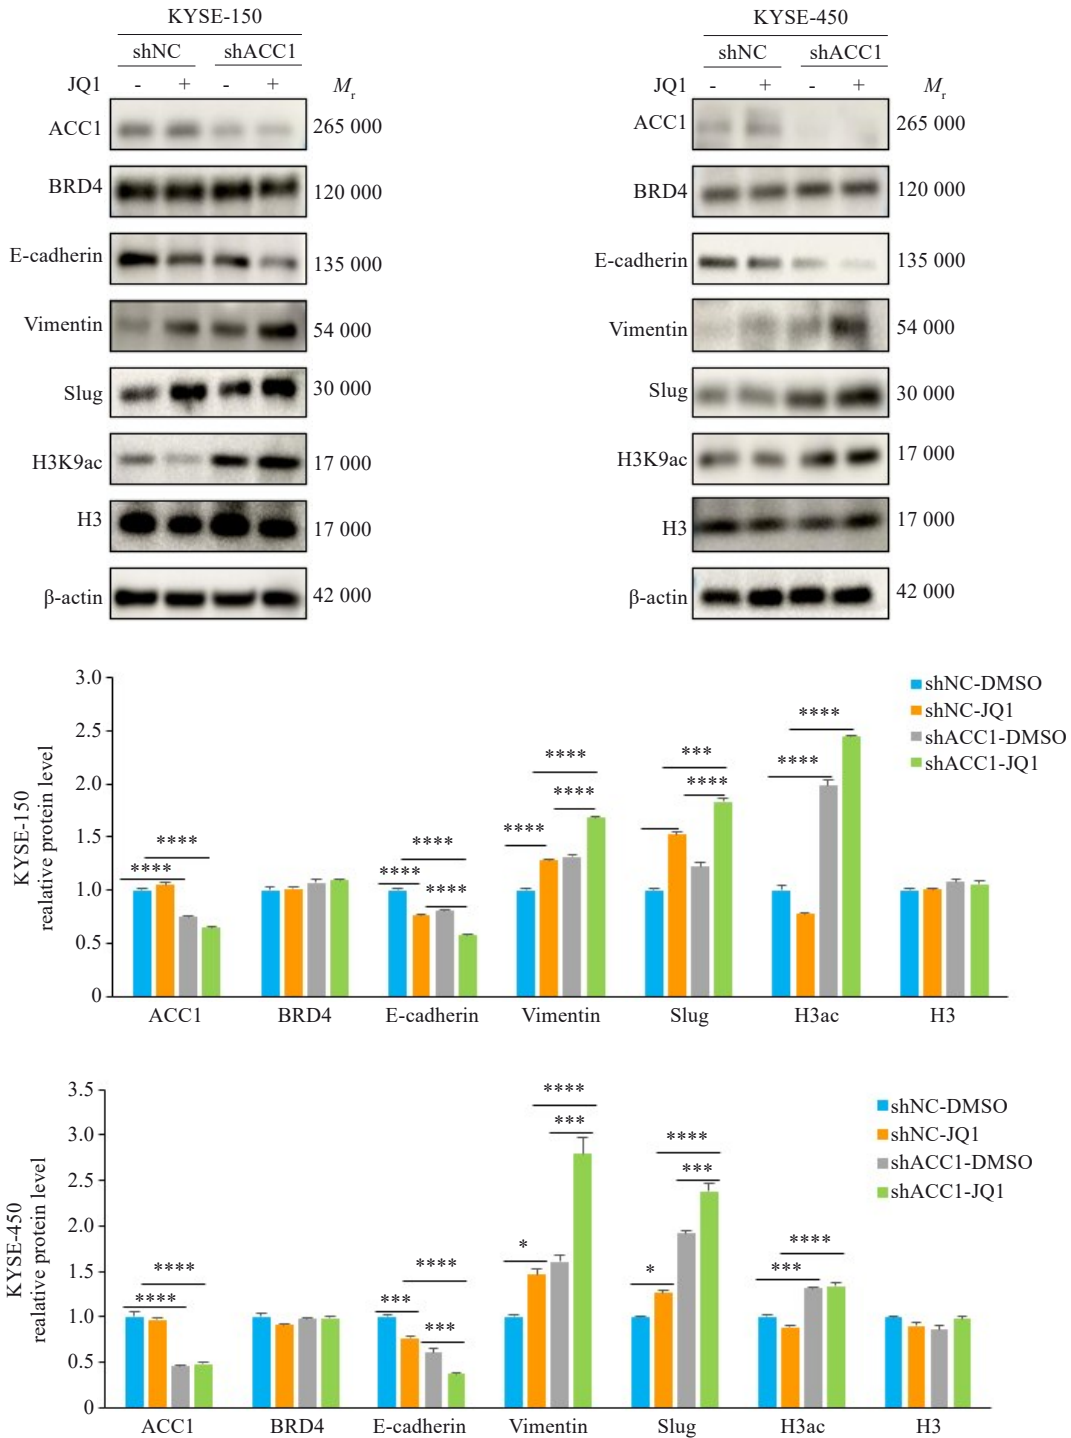 KYSE-150
shNC shACC1
JQ1 - + - + Mr
ACC1 265 000
BRD4 120 000
E-cadherin 135 000
Vimentin 54 000
Slug 30 000
H3K9ac 17 000
H3 17 000
β-actin 42 000
KYSE-450
shNC shACC1
JQ1 - + - + Mr
ACC1 265 000
BRD4 120 000
E-cadherin 135 000
Vimentin 54 000
Slug 30 000
H3K9ac 17 000
H3 17 000
β-actin 42 000
KYSE-150
realative protein level
3.0
2.5
2.0
1.5
1.0
0.5
0
**** ****
**** **** ****
**** **** ****
*** ****
**** ****
shNC-DMSO
shNC-JQ1
shACC1-DMSO
shACC1-JQ1
ACC1 BRD4 E-cadherin Vimentin Slug H3ac H3
KYSE-450
realative protein level
3.5
3.0
2.5
2.0
1.5
1.0
0.5
0
**** ****
*** **** ***
* **** ***
* **** ***
*** ****
shNC-DMSO
shNC-JQ1
shACC1-DMSO
shACC1-JQ1
ACC1 BRD4 E-cadherin Vimentin Slug H3ac H3